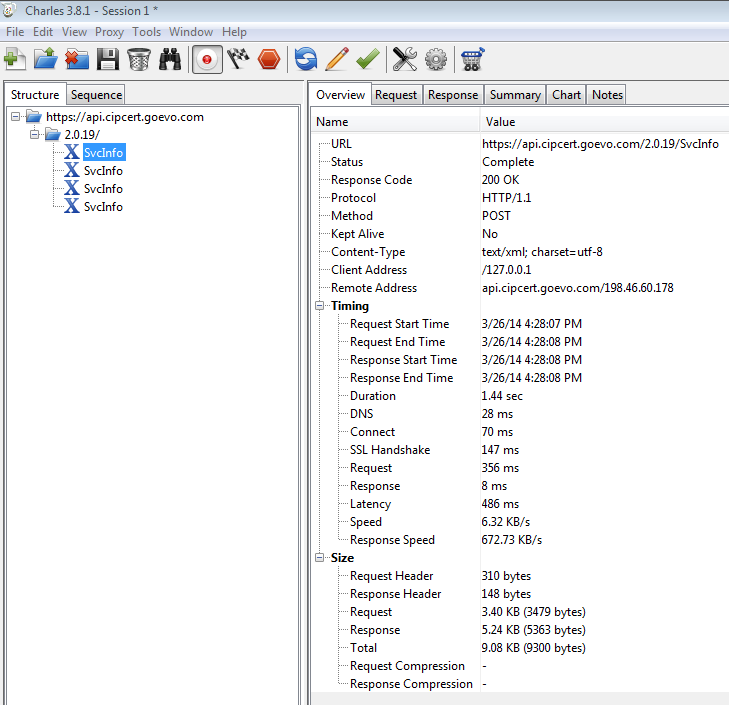 Charles 3.8.1 - Session 1 *
File Edit View Proxy Tools Window Help
Structure Sequence
https://api.cipcert.goevo.com
2.0.19/
SvcInfo
SvcInfo
SvcInfo
SvcInfo
Overview Request Response Summary Chart Notes
Name Value
URL https://api.cipcert.goevo.com/2.0.19/SvcInfo
Status Complete
Response Code 200 OK
Protocol HTTP/1.1
Method POST
Kept Alive No
Content-Type text/xml; charset=utf-8
Client Address /127.0.0.1
Remote Address api.cipcert.goevo.com/198.46.60.178
Timing
Request Start Time 3/26/14 4:28:07 PM
Request End Time 3/26/14 4:28:08 PM
Response Start Time 3/26/14 4:28:08 PM
Response End Time 3/26/14 4:28:08 PM
Duration 1.44 sec
DNS 28 ms
Connect 70 ms
SSL Handshake 147 ms
Request 356 ms
Response 8 ms
Latency 486 ms
Speed 6.32 KB/s
Response Speed 672.73 KB/s
Size
Request Header 310 bytes
Response Header 148 bytes
Request 3.40 KB (3479 bytes)
Response 5.24 KB (5363 bytes)
Total 9.08 KB (9300 bytes)
Request Compression -
Response Compression -